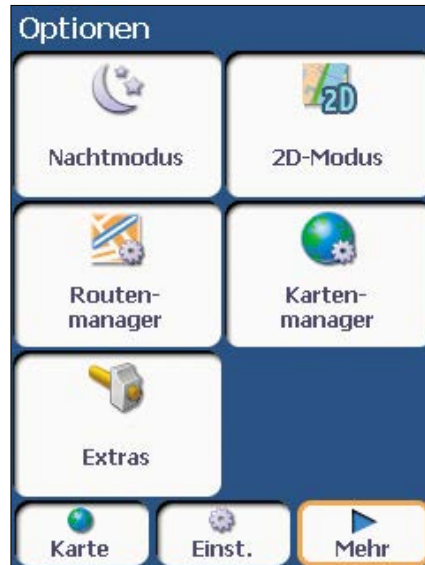 Optionen
2D
Nachtmodus
2D-Modus
Routen-
manager
Karten-
manager
Extras
Karte
Einst.
Mehr